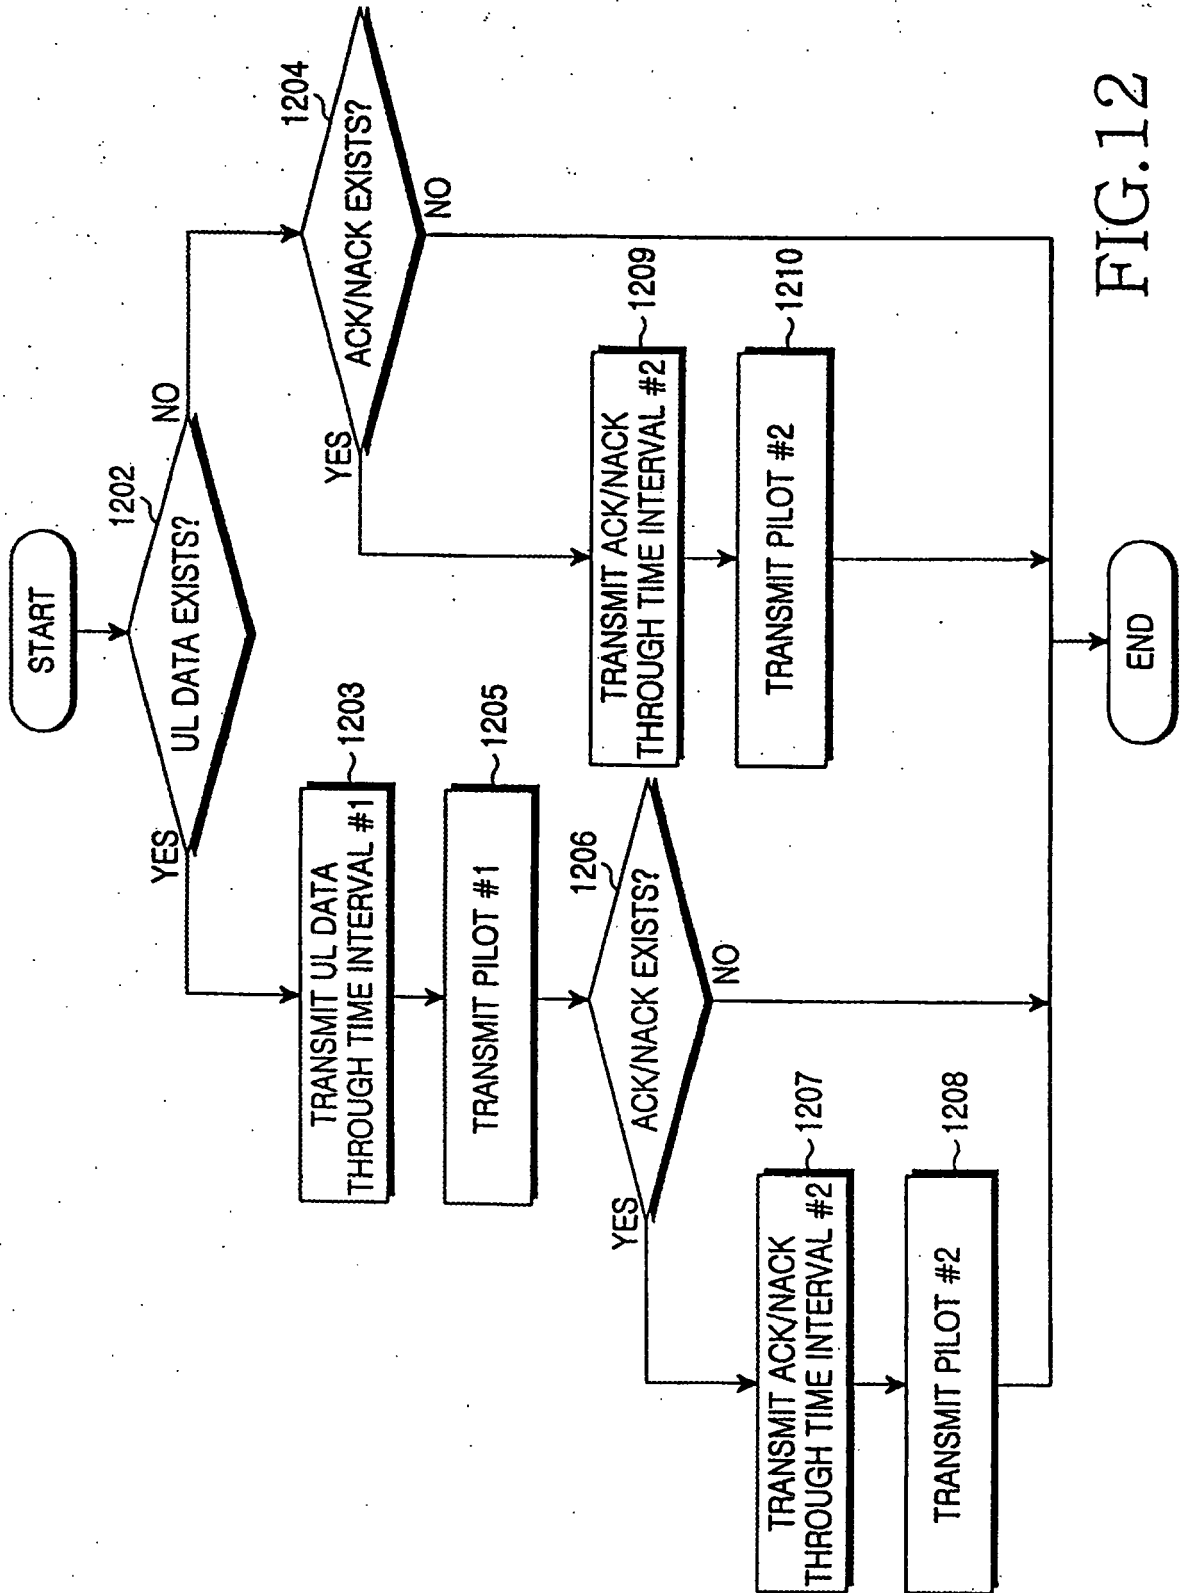 START
1202
UL DATA EXISTS?
YES
NO
1203
TRANSMIT UL DATA
THROUGH TIME INTERVAL #1
1204
ACK/NACK EXISTS?
1205
TRANSMIT PILOT #1
YES
NO
1206
ACK/NACK EXISTS?
1209
TRANSMIT ACK/NACK
THROUGH TIME INTERVAL #2
YES
NO
1207
TRANSMIT ACK/NACK
THROUGH TIME INTERVAL #2
1210
TRANSMIT PILOT #2
1208
TRANSMIT PILOT #2
END
FIG.12